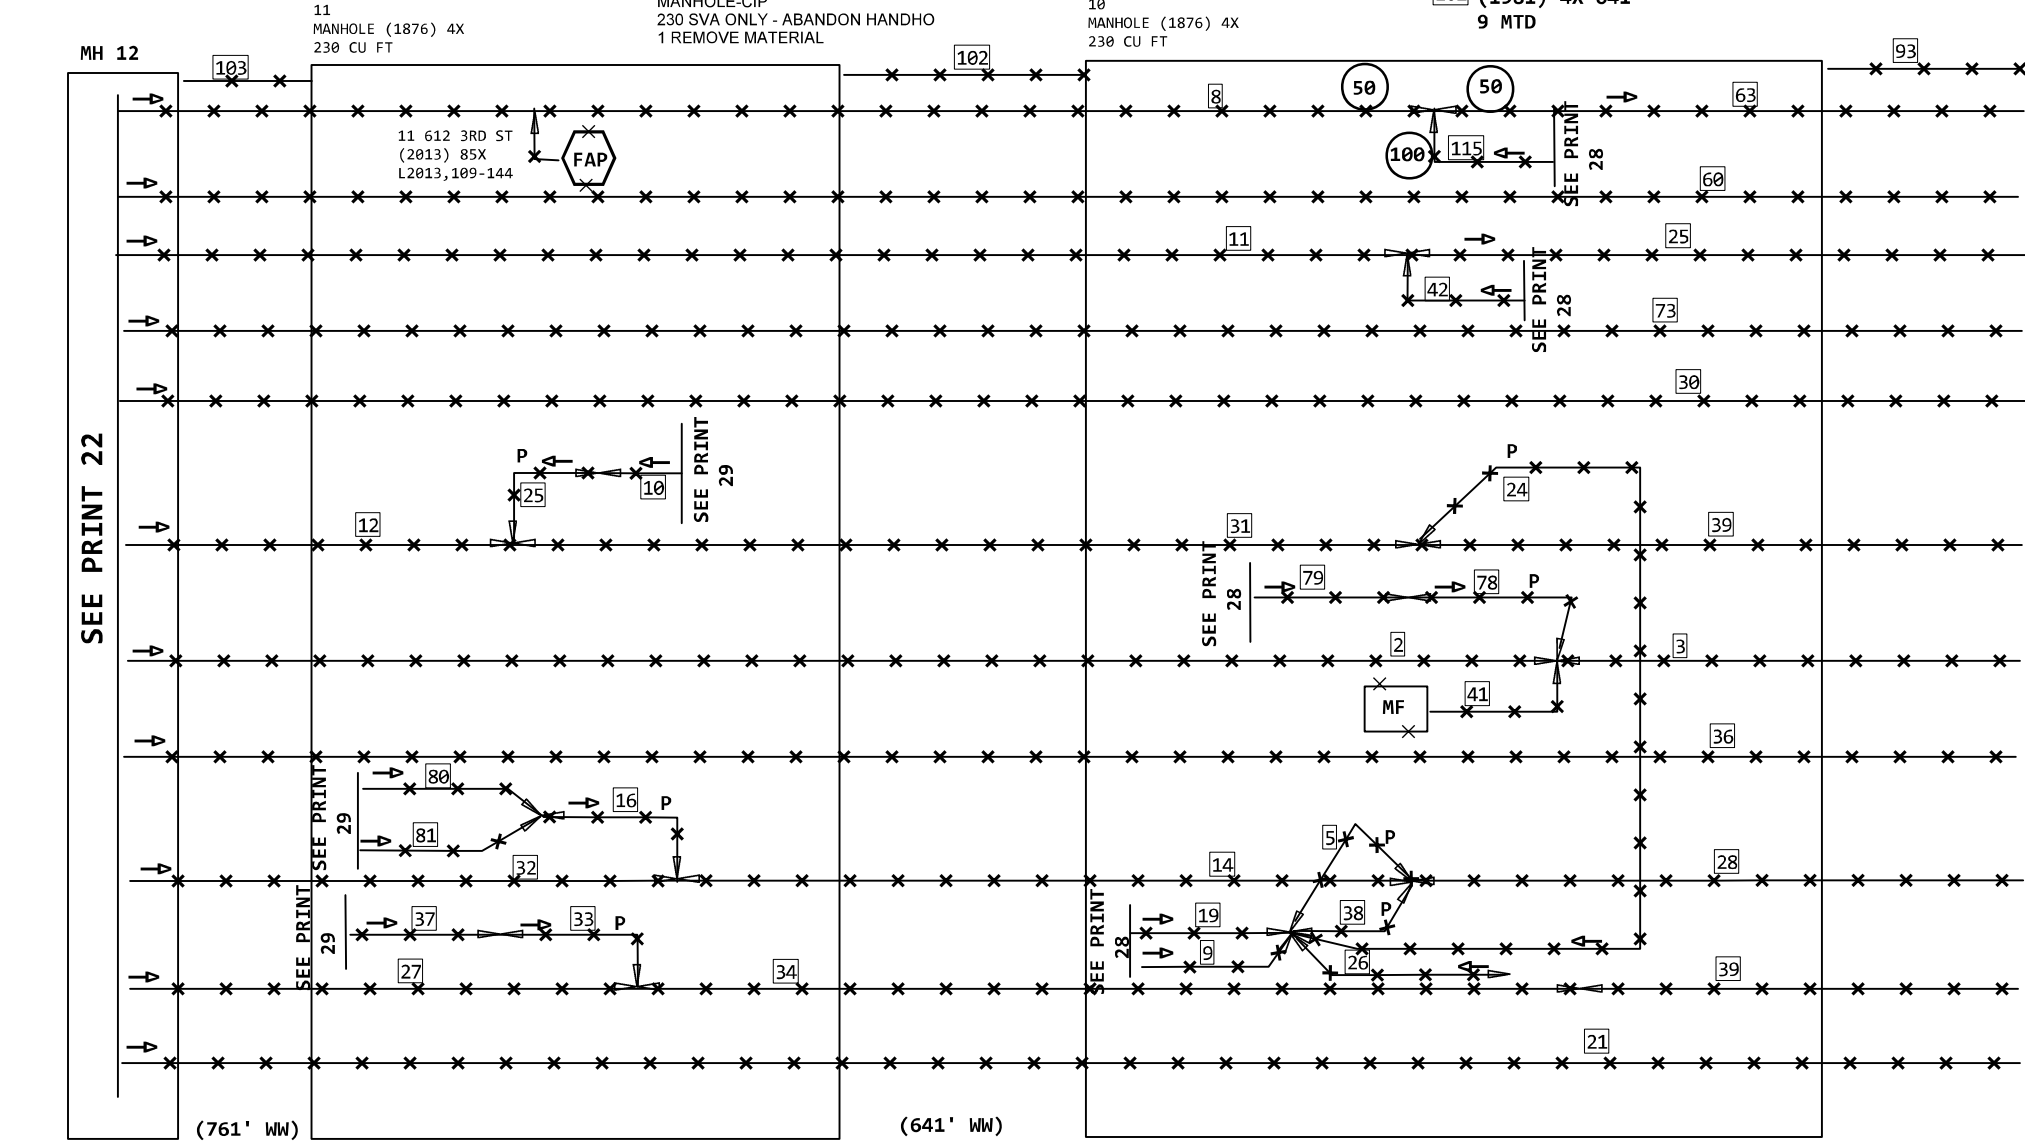 11
MANHOLE (1876) 4X
230 CU FT
MANHOLE-CIP
230 SVA ONLY - ABANDON HANDHO
1 REMOVE MATERIAL
10
MANHOLE (1876) 4X
230 CU FT
9 MTD
MH 12
103
102
93
8
50
50
63
11 612 3RD ST
(2013) 85X
L2013,109-144
FAP
100
115
SEE PRINT
28
60
11
25
42
SEE PRINT
28
73
30
SEE PRINT 22
P
25
10
SEE PRINT
29
P
24
12
31
39
SEE PRINT
28
79
78
P
2
3
MF
41
36
SEE PRINT
29
80
16
P
81
32
5
P
14
28
SEE PRINT
29
37
33
P
SEE PRINT
28
19
38
P
9
26
27
34
39
21
(761' WW)
(641' WW)